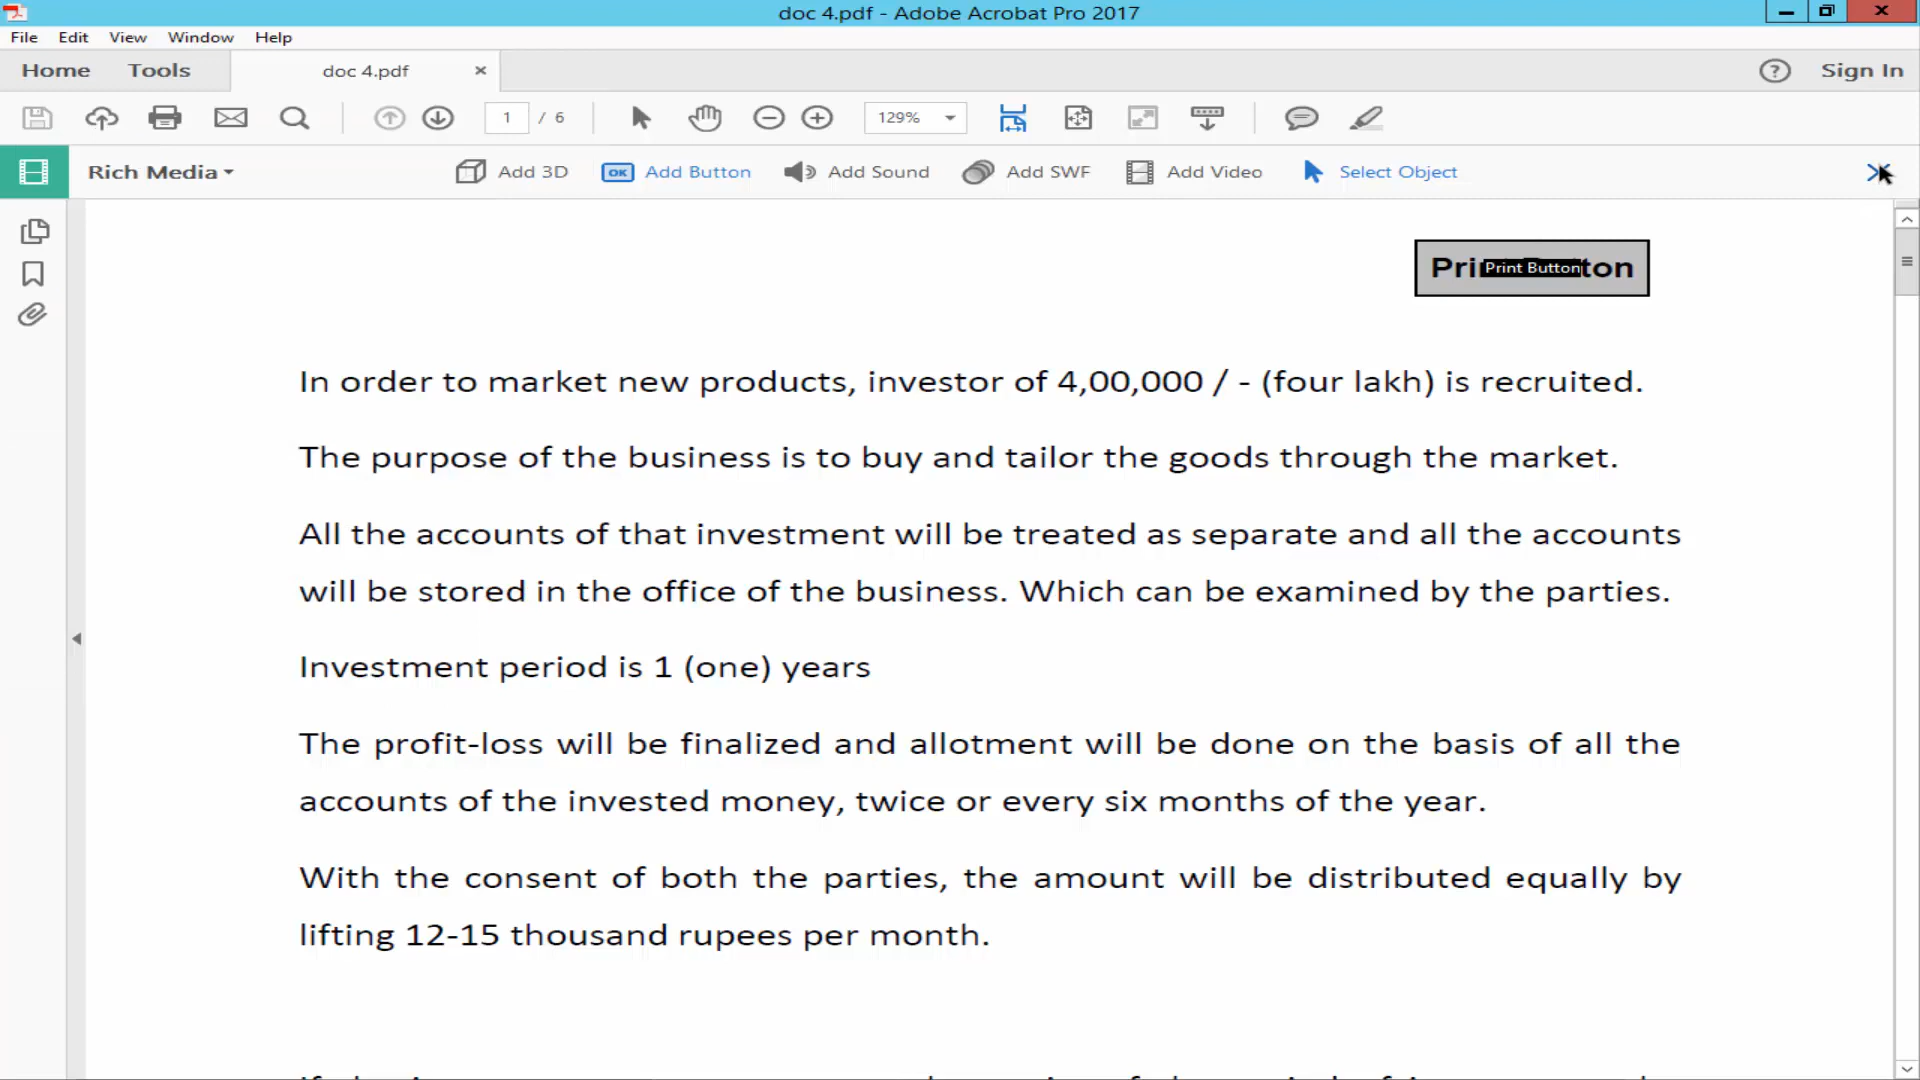 doc 4.pdf - Adobe Acrobat Pro 2017
File Edit View Window Help
Home Tools doc 4.pdf × ? Sign In
1 / 6 129%
Rich Media Add 3D OK Add Button Add Sound Add SWF Add Video Select Object
Print Button
In order to market new products, investor of 4,00,000 / - (four lakh) is recruited.
The purpose of the business is to buy and tailor the goods through the market.
All the accounts of that investment will be treated as separate and all the accounts
will be stored in the office of the business. Which can be examined by the parties.
Investment period is 1 (one) years
The profit-loss will be finalized and allotment will be done on the basis of all the
accounts of the invested money, twice or every six months of the year.
With the consent of both the parties, the amount will be distributed equally by
lifting 12-15 thousand rupees per month.